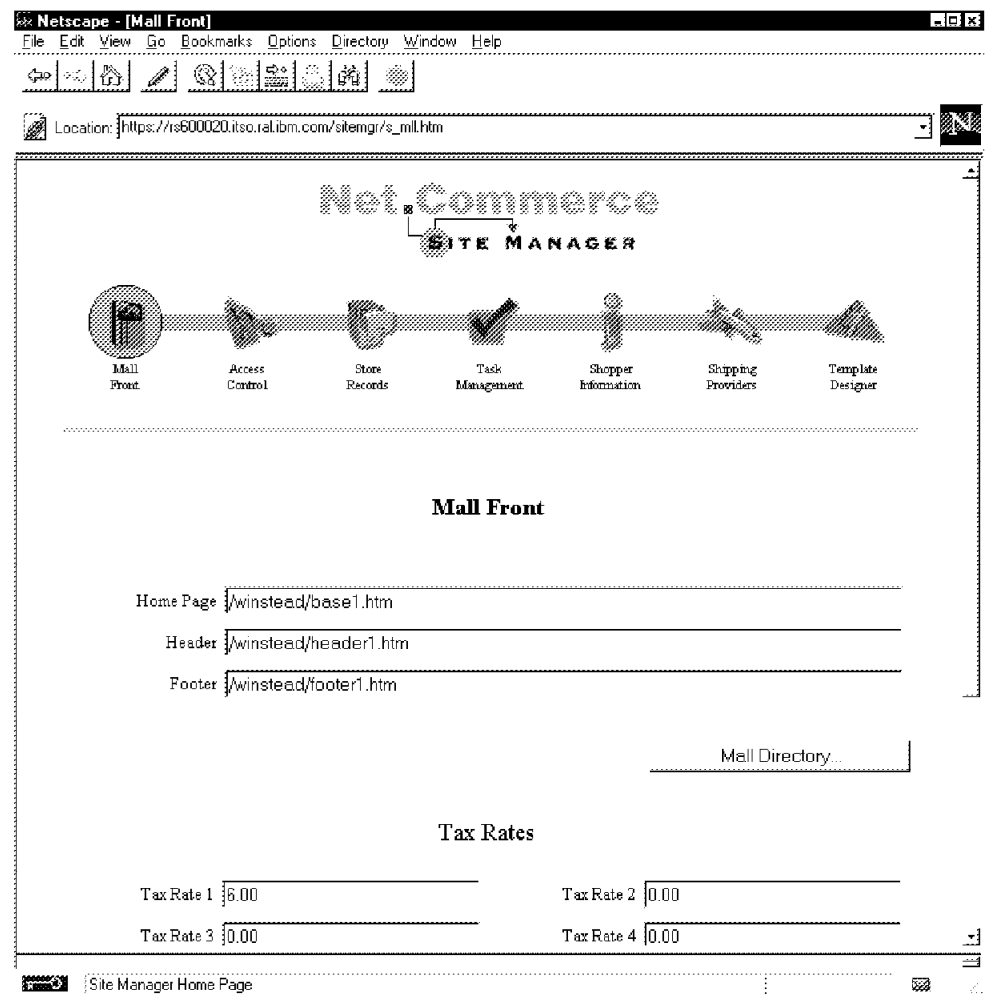 Netscape - [Mall Front]
File Edit View Go Bookmarks Options Directory Window Help
Location: https://rs600020.itso.ral.ibm.com/sitemgr/s_mll.htm
N
Net.Commerce
SITE MANAGER
Mall Front
Access Control
Store Records
Task Management
Shopper Information
Shipping Providers
Template Designer
Mall Front
Home Page /winstead/base1.htm
Header /winstead/header1.htm
Footer /winstead/footer1.htm
Mall Directory...
Tax Rates
Tax Rate 1 6.00 Tax Rate 2 0.00
Tax Rate 3 0.00 Tax Rate 4 0.00
Site Manager Home Page